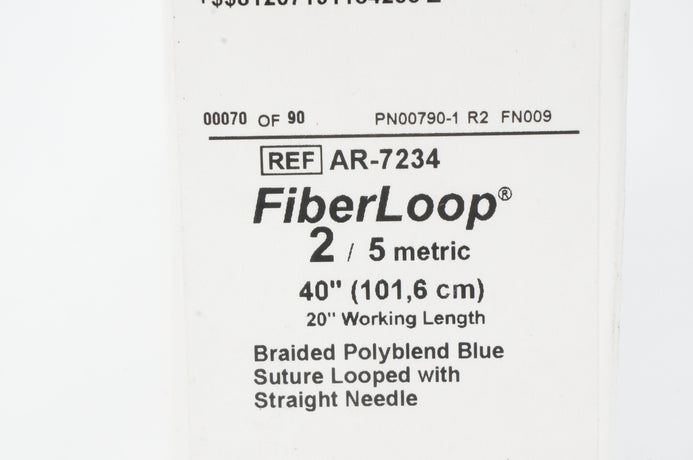 00070 OF 90 PN00790-1 R2 FN009
REF AR-7234
FiberLoop®
2 / 5 metric
40" (101,6 cm)
20" Working Length
Braided Polyblend Blue
Suture Looped with
Straight Needle